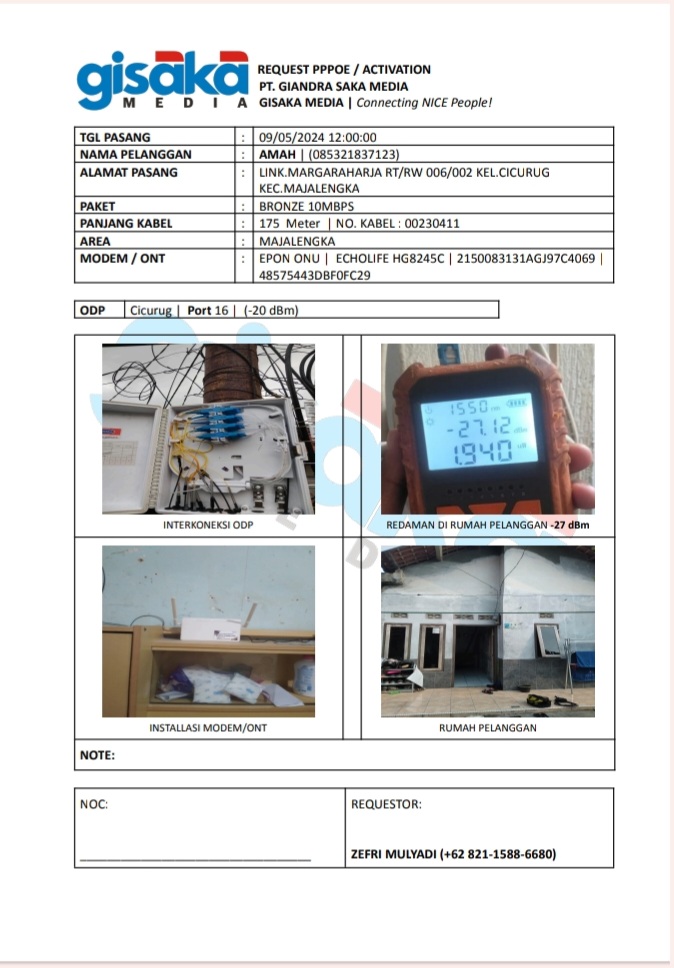 gisaka
MEDIA
REQUEST PPPOE / ACTIVATION
PT. GIANDRA SAKA MEDIA
GISAKA MEDIA | Connecting NICE People!
TGL PASANG : 09/05/2024 12:00:00
NAMA PELANGGAN : AMAH | (085321837123)
ALAMAT PASANG : LINK.MARGARAHARJA RT/RW 006/002 KEL.CICURUG
KEC.MAJALENGKA
PAKET : BRONZE 10MBPS
PANJANG KABEL : 175 Meter | NO. KABEL : 00230411
AREA : MAJALENGKA
MODEM / ONT : EPON ONU | ECHOLIFE HG8245C | 2150083131AGJ97C4069 |
48575443DBF0FC29
ODP Cicurug | Port 16 | (-20 dBm)
1550
-27.12 dBm
1.940
INTERKONEKSI ODP
REDAMAN DI RUMAH PELANGGAN -27 dBm
INSTALLASI MODEM/ONT
RUMAH PELANGGAN
NOTE:
NOC:
REQUESTOR:
ZEFRI MULYADI (+62 821-1588-6680)